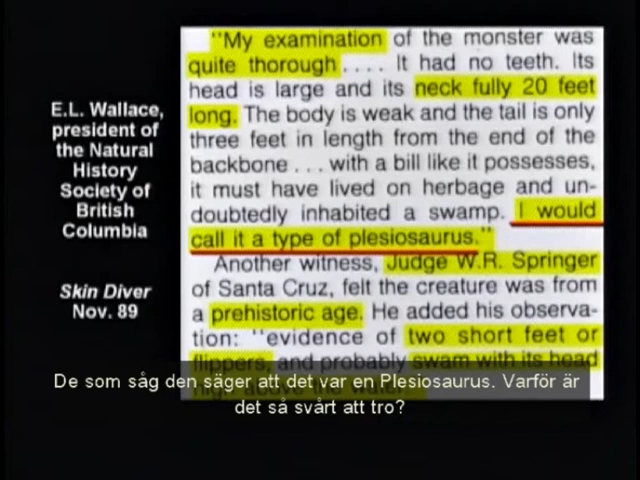 E.L. Wallace,
president of
the Natural
History
Society of
British
Columbia
Skin Diver
Nov. 89
"My examination of the monster was
quite thorough .... It had no teeth. Its
head is large and its neck fully 20 feet
long. The body is weak and the tail is only
three feet in length from the end of the
backbone ... with a bill like it possesses,
it must have lived on herbage and un-
doubtedly inhabited a swamp. I would
call it a type of plesiosaurus."
Another witness, Judge W.R. Springer
of Santa Cruz, felt the creature was from
a prehistoric age. He added his observa-
tion: "evidence of two short feet or
flippers, and probably swam with its head
high above the water."
De som såg den säger att det var en Plesiosaurus. Varför är
det så svårt att tro?